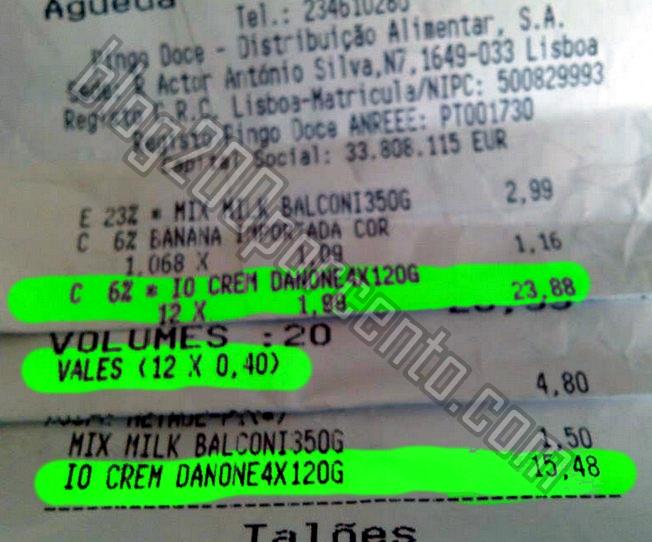 Agueda
Tel.: 234610280
Pingo Doce - Distribuição Alimentar, S.A.
Sede: R Actor António Silva,N7,1649-033 Lisboa
Registo C.R.C. Lisboa-Matricula/NIPC: 500829993
Registo Pingo Doce ANREEE: PT001730
Capital Social: 33.808.115 EUR
E 23% * MIX MILK BALCONI350G 2,99
C 6% BANANA IMPORTADA COR
1,068 X 1,09 1,16
C 6% * IO CREM DANONE4X120G
12 X 1,99 23,88
VOLUMES :20
VALES (12 X 0,40) 4,80
MIX MILK BALCONI350G 1,50
IO CREM DANONE4X120G 15,48
Talões
blog200porcento.com